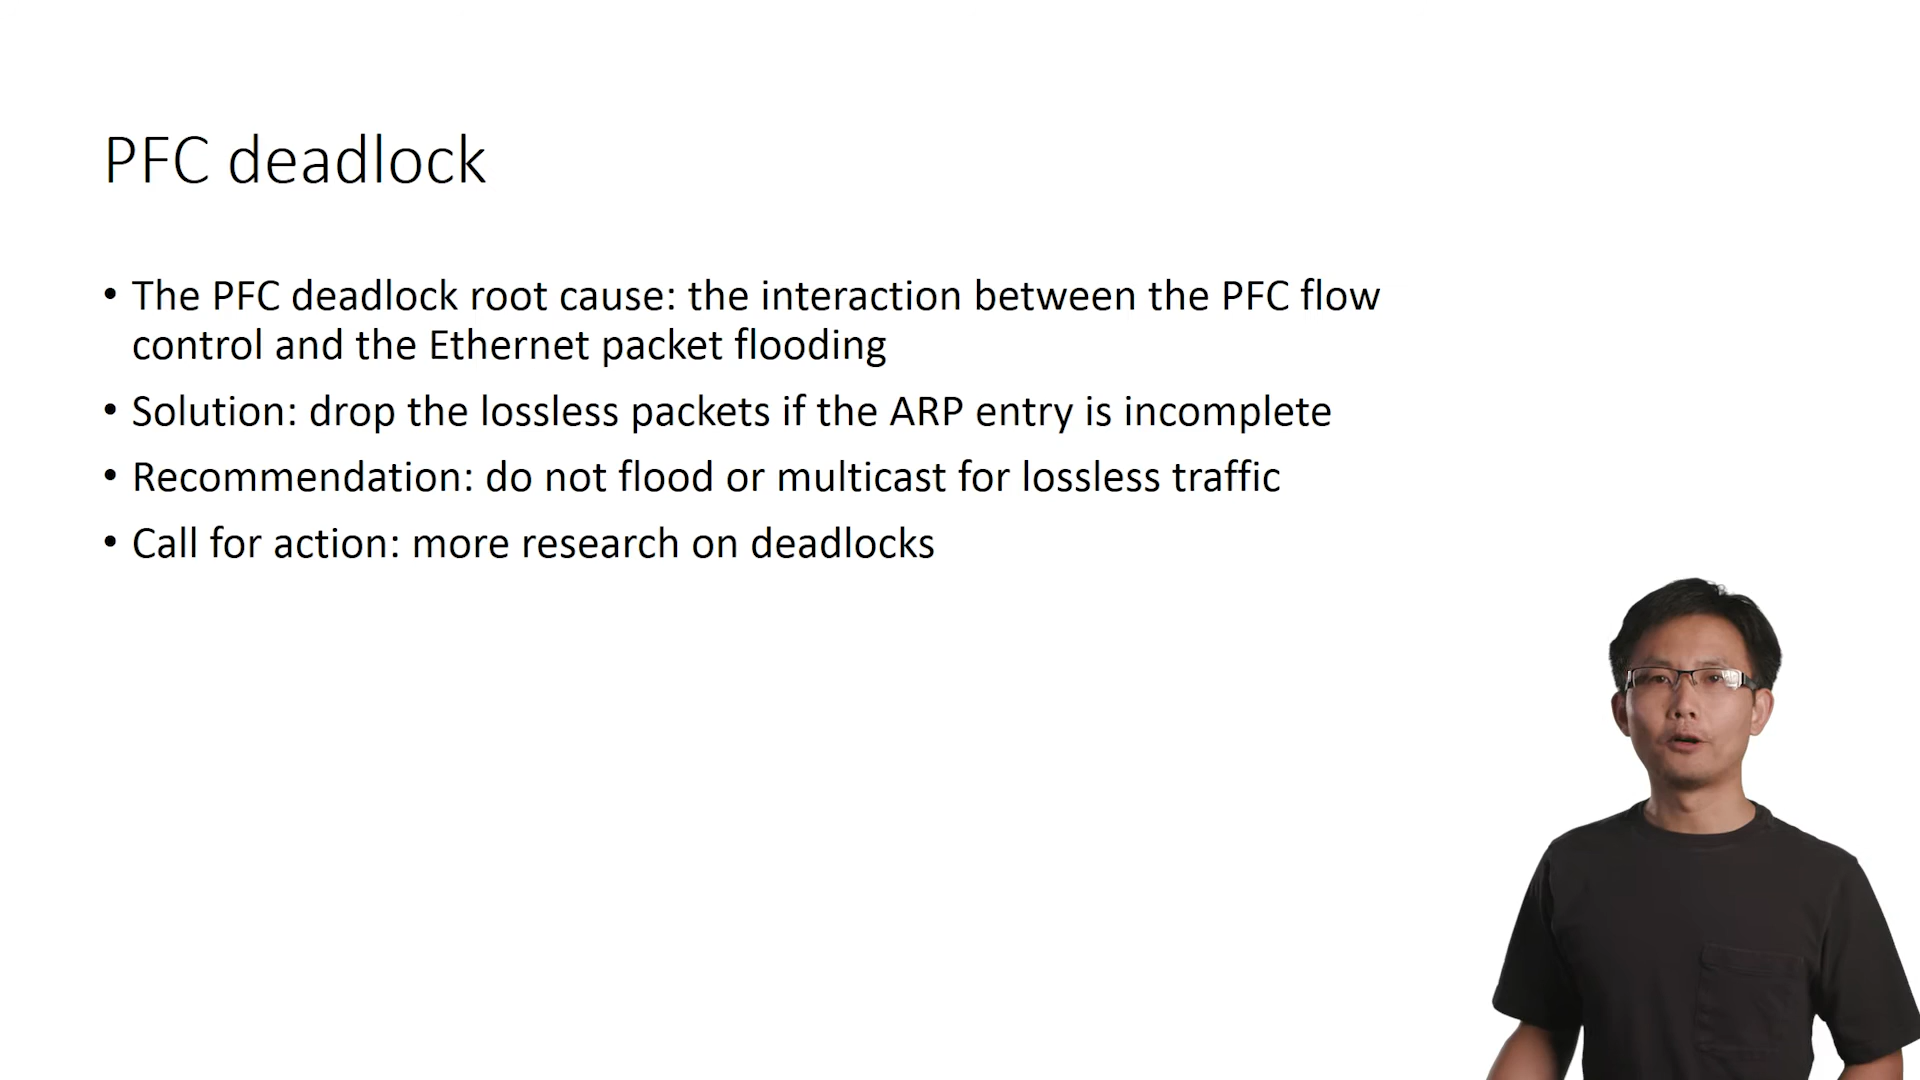 PFC deadlock
• The PFC deadlock root cause: the interaction between the PFC flow
control and the Ethernet packet flooding
• Solution: drop the lossless packets if the ARP entry is incomplete
• Recommendation: do not flood or multicast for lossless traffic
• Call for action: more research on deadlocks